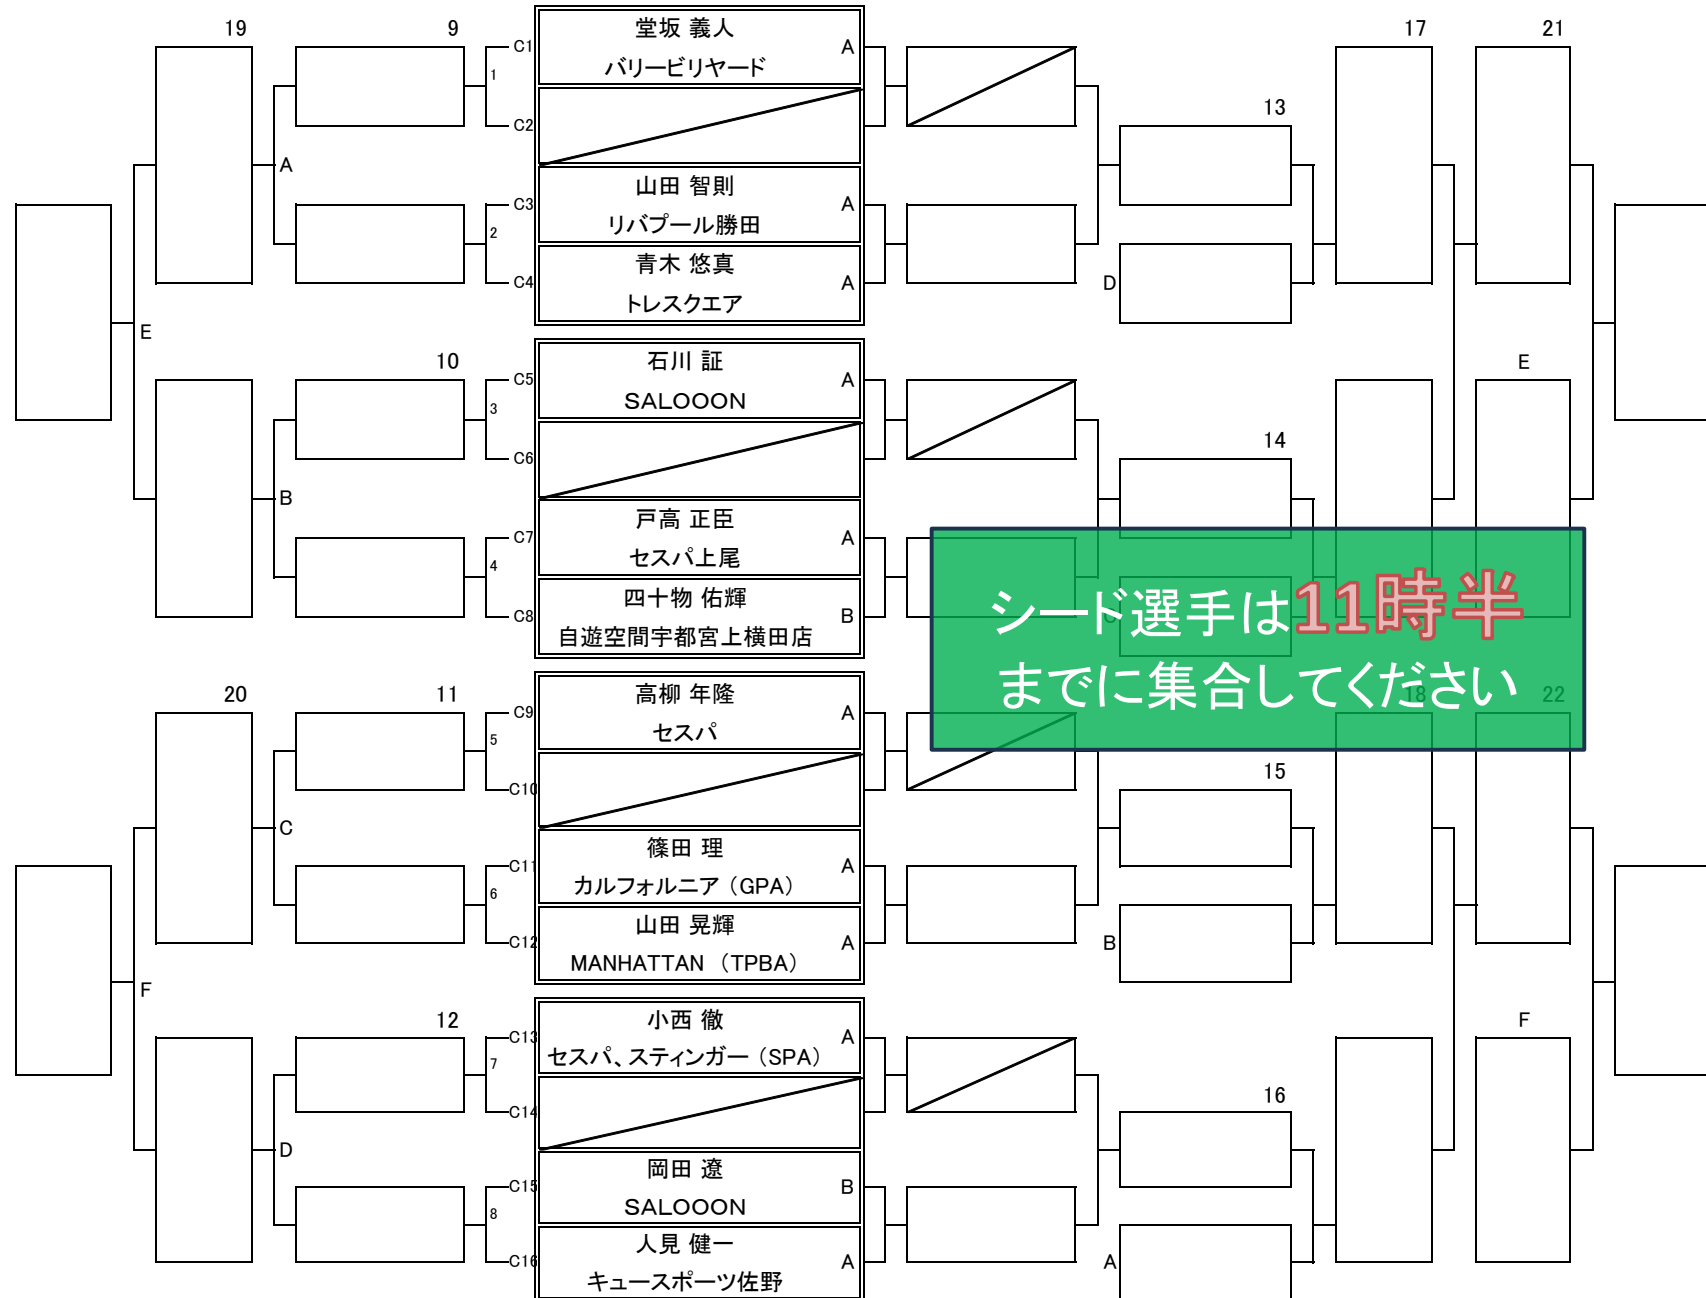 19
9
17
21
C1
堂坂 義人
A
1
バリービリヤード
C2
13
A
C3
山田 智則
A
2
リバプール勝田
C4
青木 悠真
A
D
トレスクエア
E
10
C5
石川 証
A
E
3
SALOOON
C6
14
B
C7
戸高 正臣
A
4
セスパ上尾
C8
四十物 佑輝
B
C
自遊空間宇都宮上横田店
シード選手は11時半
までに集合してください
20
11
18
22
C9
高柳 年隆
A
5
セスパ
C10
15
C
C11
篠田 理
A
6
カルフォルニア（GPA）
C12
山田 晃輝
A
B
MANHATTAN （TPBA）
F
12
C13
小西 徹
A
F
7
セスパ、スティンガー（SPA）
C14
16
D
C15
岡田 遼
B
8
SALOOON
C16
人見 健一
A
A
キュースポーツ佐野